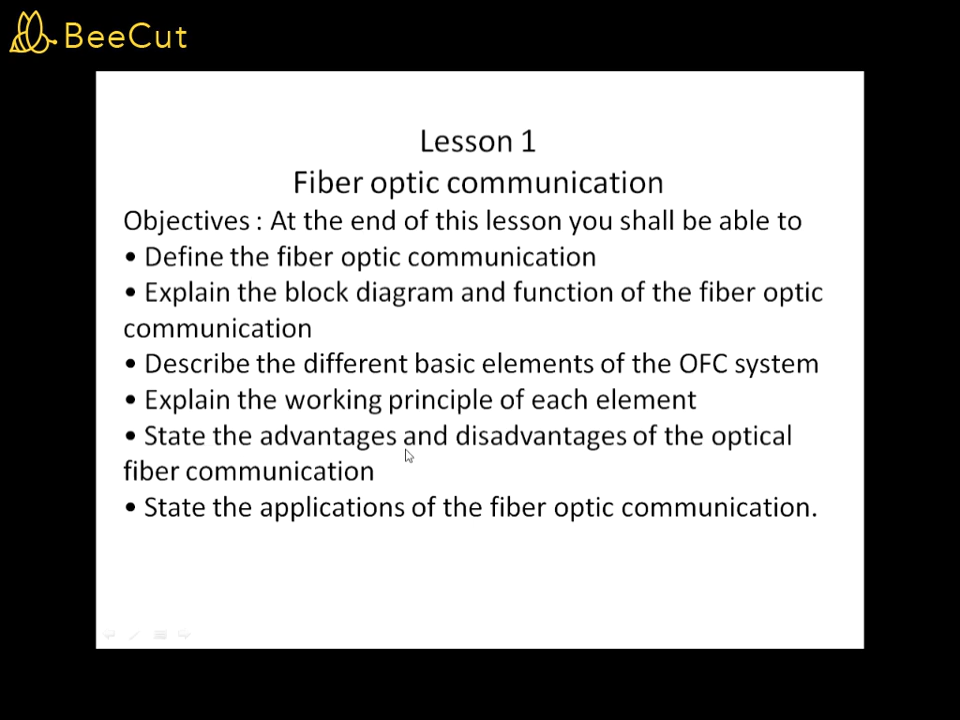 BeeCut
Lesson 1
Fiber optic communication
Objectives : At the end of this lesson you shall be able to
• Define the fiber optic communication
• Explain the block diagram and function of the fiber optic
communication
• Describe the different basic elements of the OFC system
• Explain the working principle of each element
• State the advantages and disadvantages of the optical
fiber communication
• State the applications of the fiber optic communication.